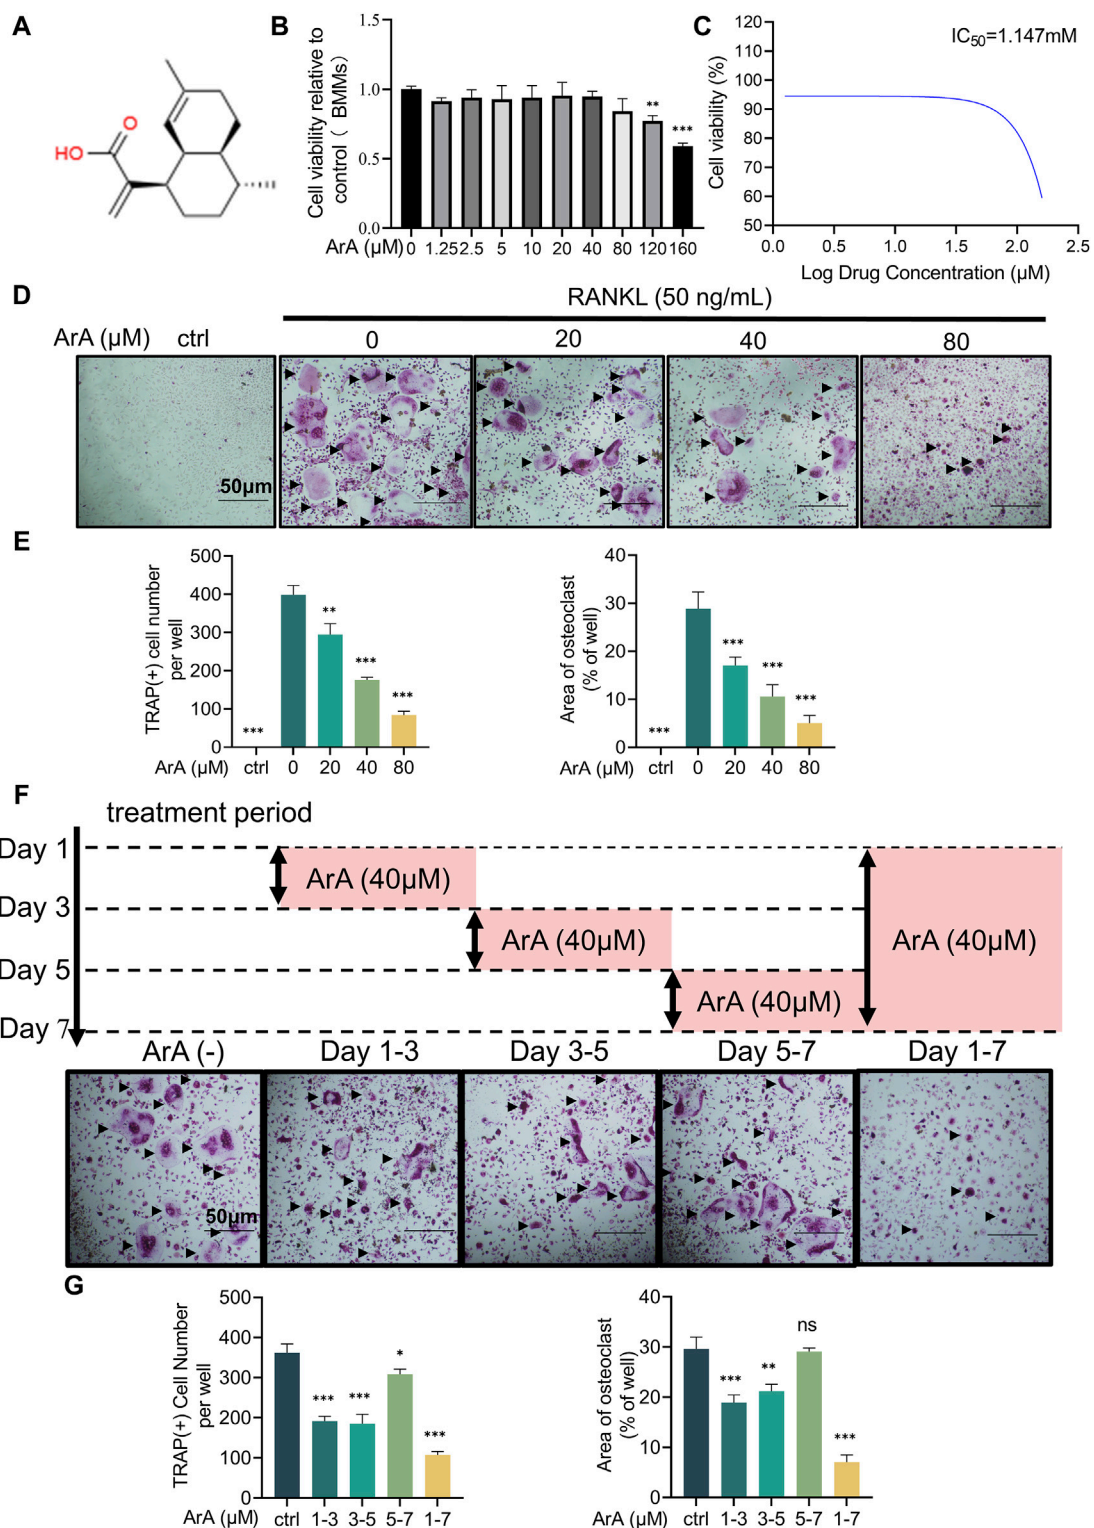 A
HO
O
B
Cell viability relative to
control ( BMMs)
1.5
1.0
0.5
0.0
** ***
ArA (μM) 0 1.25 2.5 5 10 20 40 80 120 160
C
Cell viability (%)
120
110
100
90
80
70
60
50
IC50=1.147mM
0.0 0.5 1.0 1.5 2.0 2.5
Log Drug Concentration (μM)
D
RANKL (50 ng/mL)
ArA (μM) ctrl 0 20 40 80
50μm
E
TRAP(+) cell number
per well
500
400
300
200
100
0
*** ** *** ***
ArA (μM) ctrl 0 20 40 80
Area of osteoclast
(% of well)
40
30
20
10
0
*** *** *** ***
ArA (μM) ctrl 0 20 40 80
F
treatment period
Day 1
Day 3
Day 5
Day 7
ArA (40μM)
ArA (40μM)
ArA (40μM)
ArA (40μM)
ArA (-) Day 1-3 Day 3-5 Day 5-7 Day 1-7
50μm
G
TRAP(+) Cell Number
per well
500
400
300
200
100
0
*** *** * ***
ArA (μM) ctrl 1-3 3-5 5-7 1-7
Area of osteoclast
(% of well)
40
30
20
10
0
*** ** ns ***
ArA (μM) ctrl 1-3 3-5 5-7 1-7